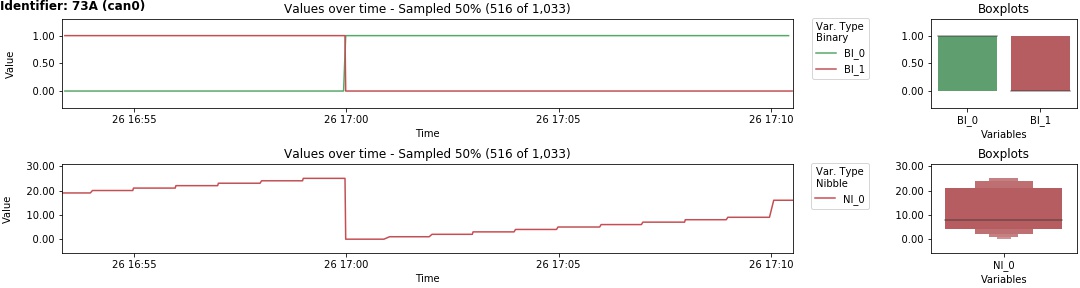 Identifier: 73A (can0)
Values over time - Sampled 50% (516 of 1,033)
Value
1.00
0.50
0.00
26 16:55
26 17:00
26 17:05
26 17:10
Time
Var. Type
Binary
BI_0
BI_1
Boxplots
1.00
0.50
0.00
BI_0
BI_1
Variables
Values over time - Sampled 50% (516 of 1,033)
Value
30.00
20.00
10.00
0.00
26 16:55
26 17:00
26 17:05
26 17:10
Time
Var. Type
Nibble
NI_0
Boxplots
30.00
20.00
10.00
0.00
NI_0
Variables